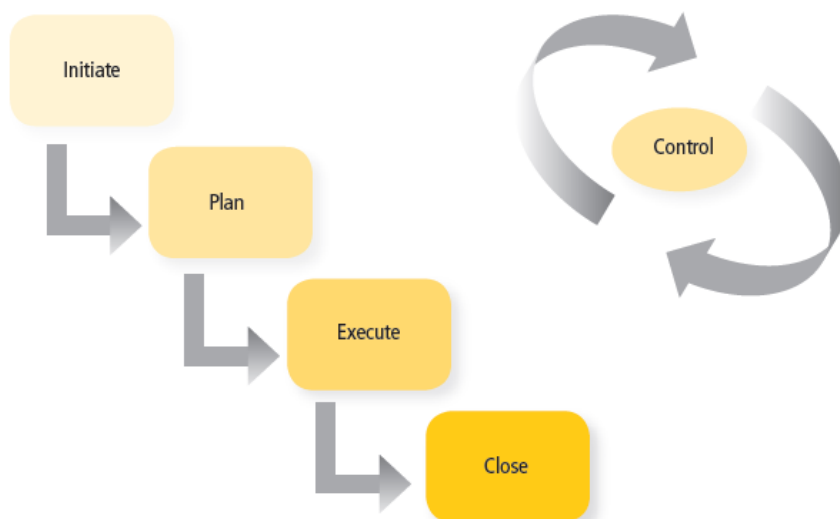 Initiate
Plan
Execute
Close
Control